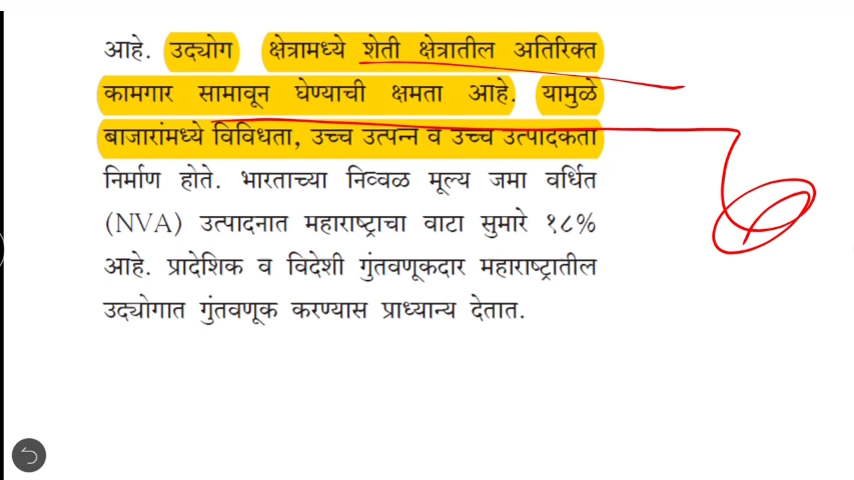 आहे. उद्योग क्षेत्रामध्ये शेती क्षेत्रातील अतिरिक्त
कामगार सामावून घेण्याची क्षमता आहे. यामुळे
बाजारांमध्ये विविधता, उच्च उत्पन्न व उच्च उत्पादकता
निर्माण होते. भारताच्या निव्वळ मूल्य जमा वर्धित
(NVA) उत्पादनात महाराष्ट्राचा वाटा सुमारे १८%
आहे. प्रादेशिक व विदेशी गुंतवणूकदार महाराष्ट्रातील
उद्योगात गुंतवणूक करण्यास प्राध्यान्य देतात.